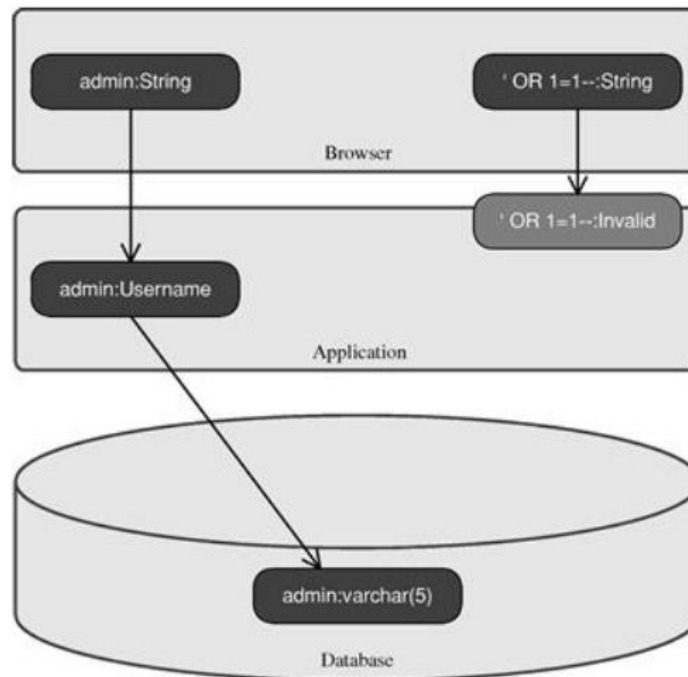 admin:String
' OR 1=1--:String
Browser
' OR 1=1--:Invalid
admin:Username
Application
admin:varchar(5)
Database